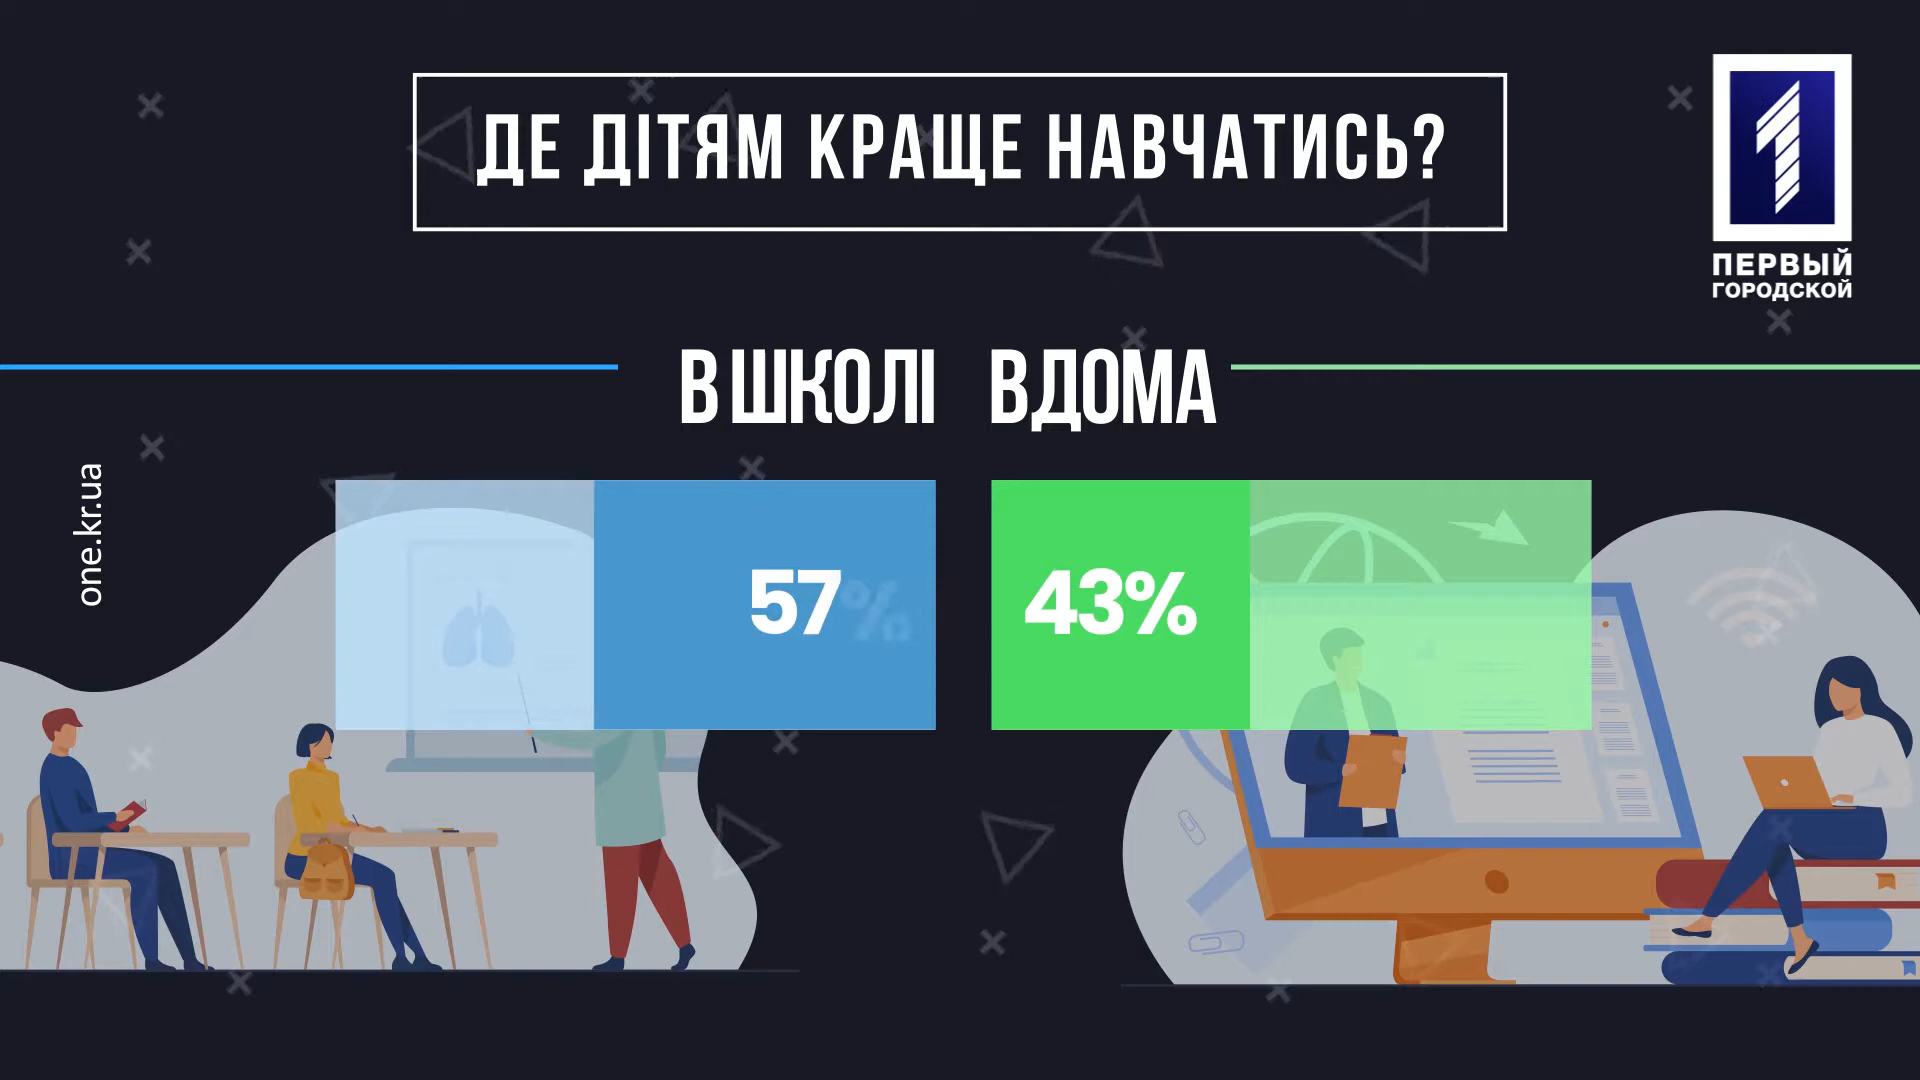 ДЕ ДІТЯМ КРАЩЕ НАВЧАТИСЬ?
ПЕРВЫЙ
ГОРОДСКОЙ
В ШКОЛІ
ВДОМА
one.kr.ua
57%
43%